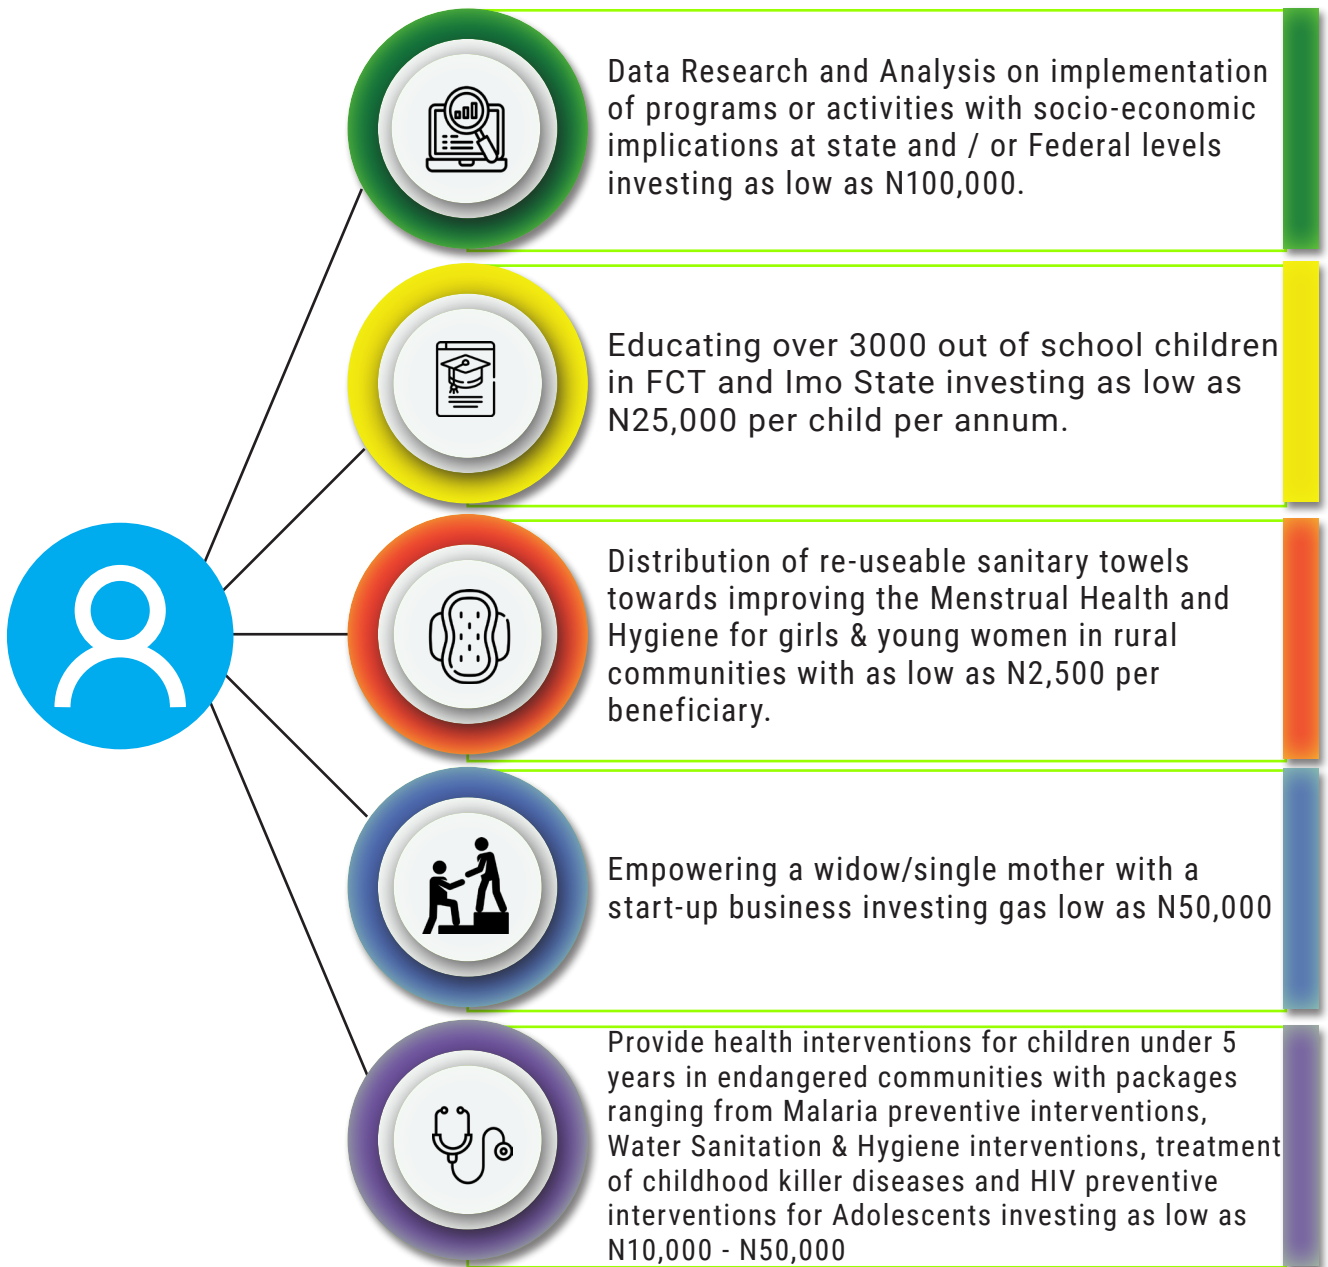 Data Research and Analysis on implementation
of programs or activities with socio-economic
implications at state and / or Federal levels
investing as low as N100,000.
Educating over 3000 out of school children
in FCT and Imo State investing as low as
N25,000 per child per annum.
Distribution of re-useable sanitary towels
towards improving the Menstrual Health and
Hygiene for girls & young women in rural
communities with as low as N2,500 per
beneficiary.
Empowering a widow/single mother with a
start-up business investing gas low as N50,000
Provide health interventions for children under 5
years in endangered communities with packages
ranging from Malaria preventive interventions,
Water Sanitation & Hygiene interventions, treatment
of childhood killer diseases and HIV preventive
interventions for Adolescents investing as low as
N10,000 - N50,000